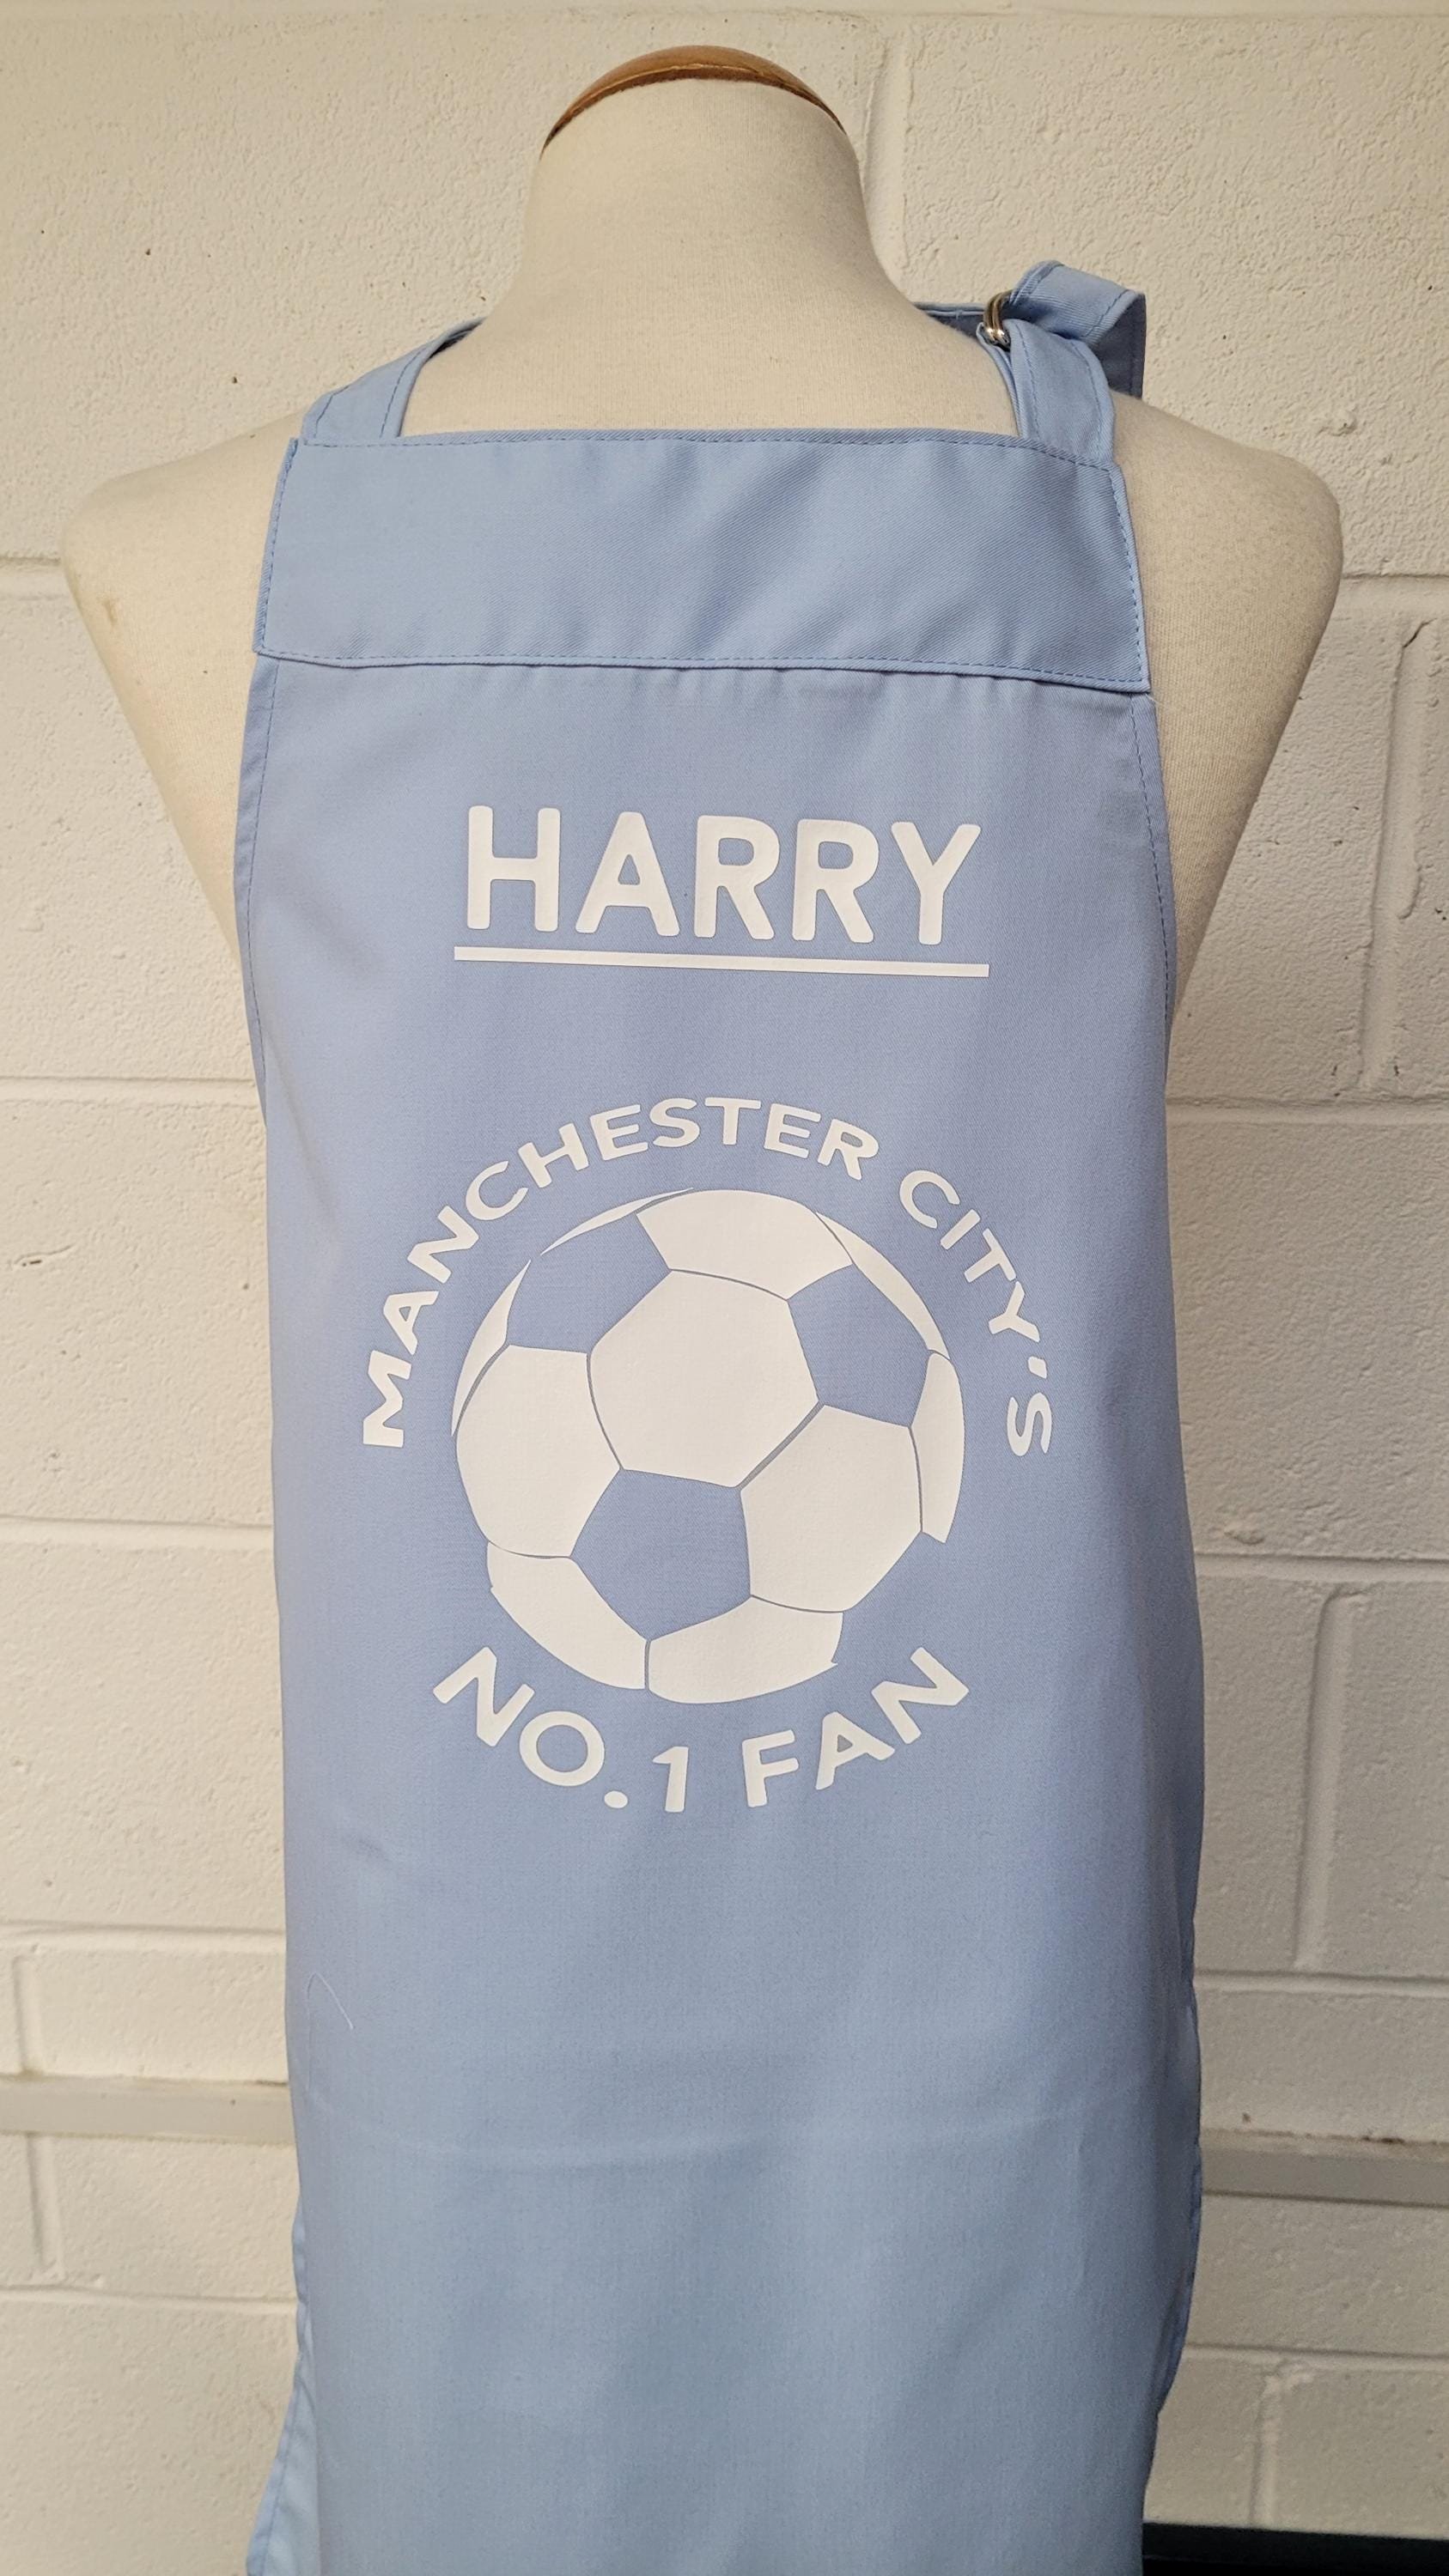 HARRY
MANCHESTER CITY'S
NO.1 FAN